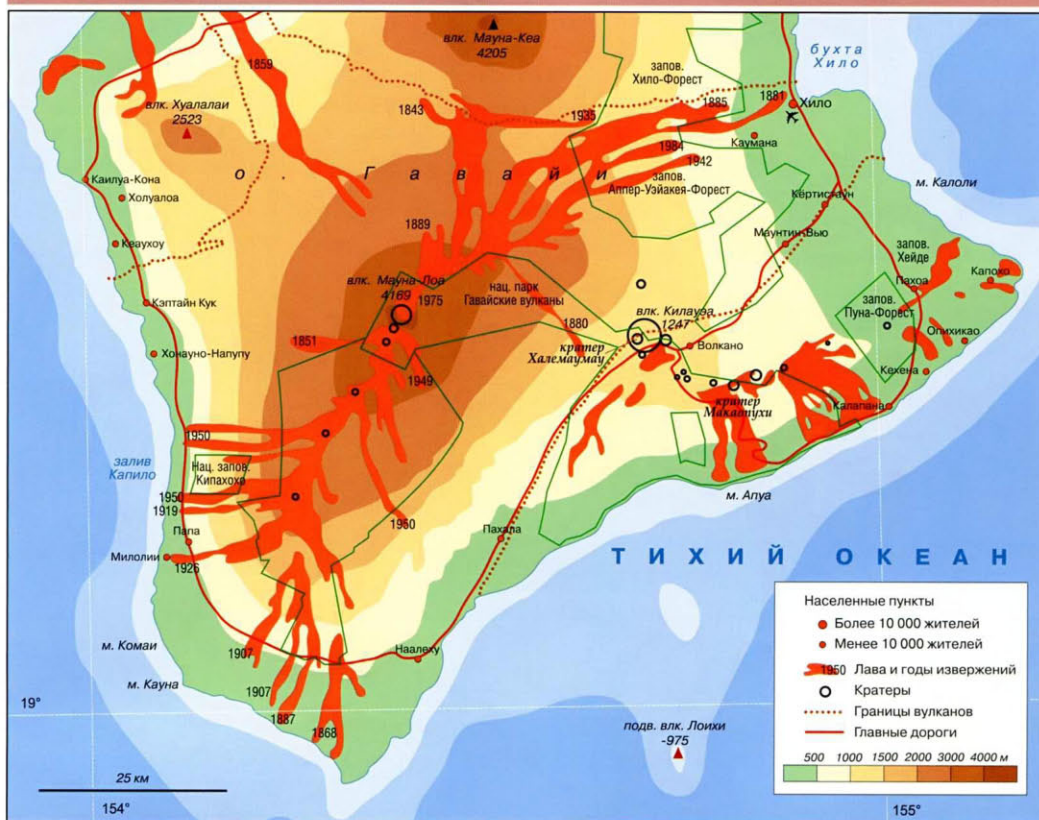 влк. Мауна-Кеа
4205
бухта
Хило
запов.
Хило-Форест
1859
влк. Хуалалаи
2523
1843
1935
1885
1881
Хило
Каумана
1984
1942
о. Гавайи
запов.
Аппер-Уэйакея-Форест
Каилуа-Кона
Холуалоа
Кеаухоу
Кэптайн Кук
Хонауно-Напупу
Кёртистаун
м. Калоли
Маунтин-Вью
1889
влк. Мауна-Лоа
4169
1975
нац. парк
Гавайские вулканы
запов.
Хейде
Капохо
Пахоа
запов.
Пуна-Форест
Опихикао
Кехена
Калапана
влк. Килауэа
1247
1880
кратер
Халемаумау
Волкано
1851
1949
кратер
Макаопухи
1950
залив
Капило
Нац. запов.
Кипахохо
1950
1919
1950
м. Апуа
Папа
Пахала
Милолии
1926
ТИХИЙ ОКЕАН
м. Комаи
1907
Наалеху
м. Кауна
1907
1887
1868
19°
подв. влк. Лоихи
-975
25 км
154°
155°
Населенные пункты
Более 10 000 жителей
Менее 10 000 жителей
1950 Лава и годы извержений
Кратеры
Границы вулканов
Главные дороги
500 1000 1500 2000 3000 4000 м